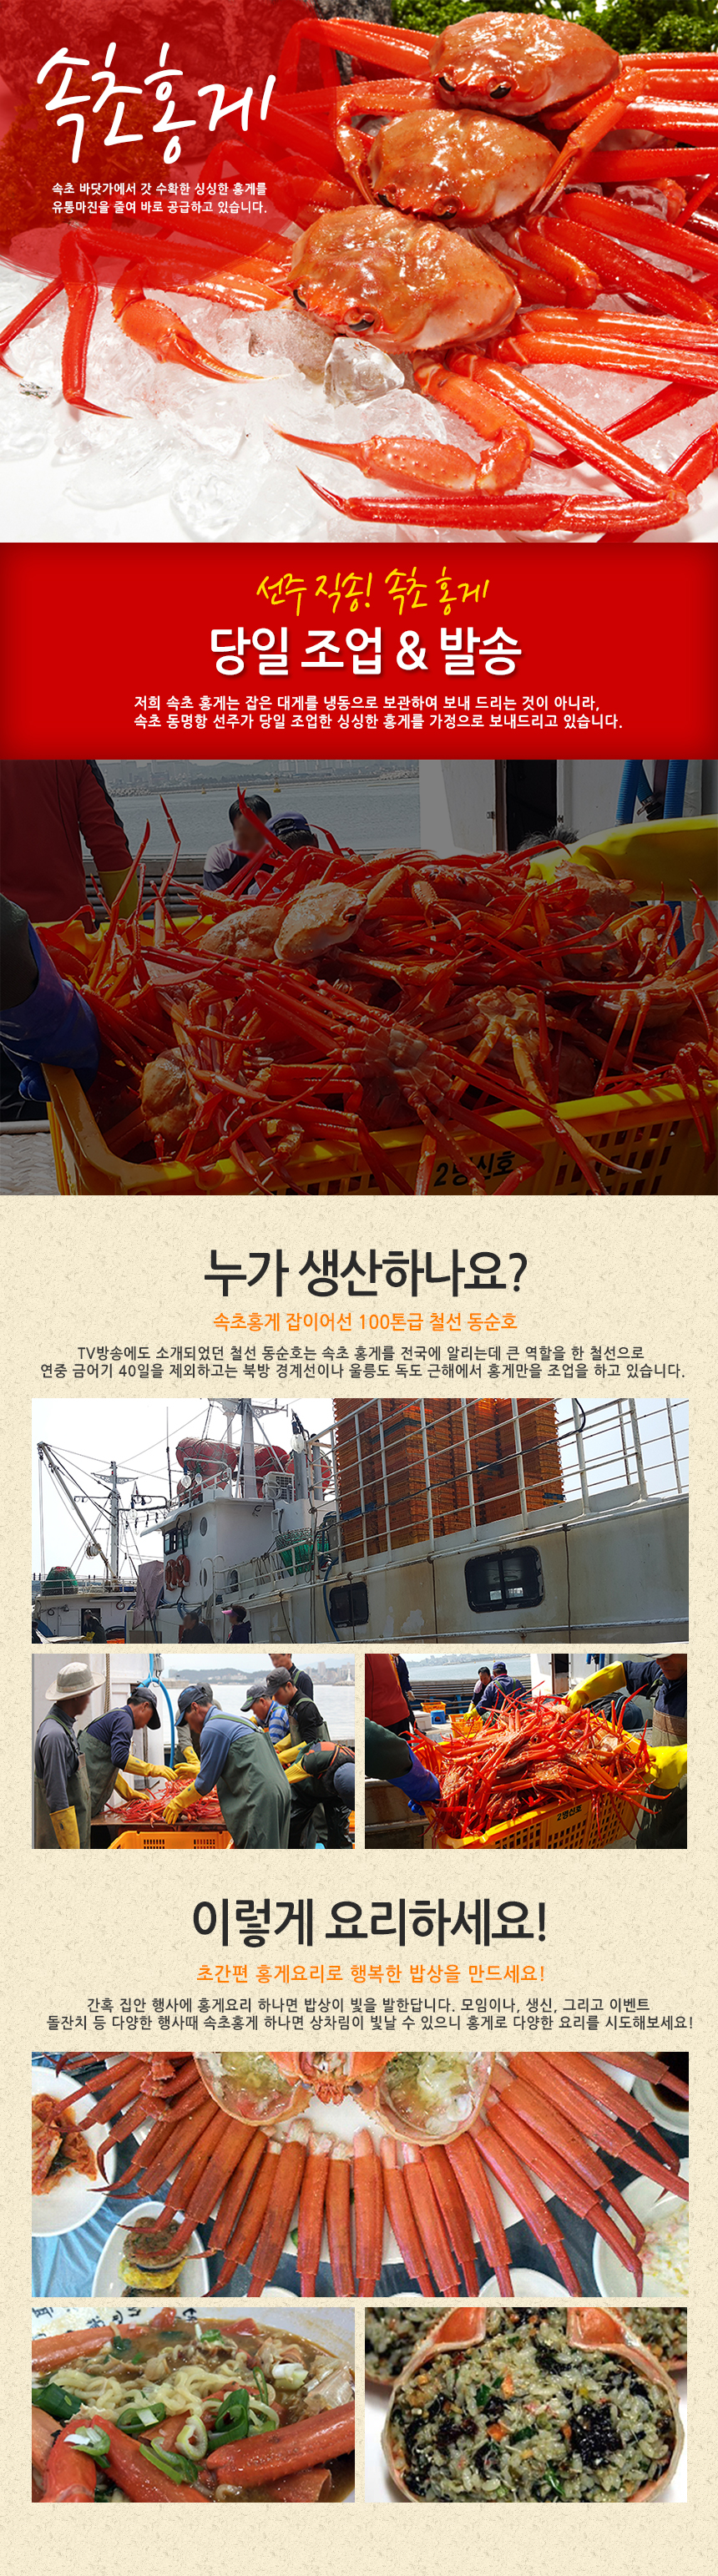 속초홍게
속초 바닷가에서 갓 수확한 싱싱한 홍게를
유통마진을 줄여 바로 공급하고 있습니다.
선주 직송! 속초 홍게
당일 조업 & 발송
저희 속초 홍게는 잡은 대게를 냉동으로 보관하여 보내 드리는 것이 아니라,
속초 동명항 선주가 당일 조업한 싱싱한 홍게를 가정으로 보내드리고 있습니다.
누가 생산하나요?
속초홍게 잡이어선 100톤급 철선 동순호
TV방송에도 소개되었던 철선 동순호는 속초 홍게를 전국에 알리는데 큰 역할을 한 철선으로
연중 금어기 40일을 제외하고는 북방 경계선이나 울릉도 독도 근해에서 홍게만을 조업을 하고 있습니다.
이렇게 요리하세요!
초간편 홍게요리로 행복한 밥상을 만드세요!
간혹 집안 행사에 홍게요리 하나면 밥상이 빛을 발한답니다. 모임이나, 생신, 그리고 이벤트
돌잔치 등 다양한 행사때 속초홍게 하나면 상차림이 빛날 수 있으니 홍게로 다양한 요리를 시도해보세요!